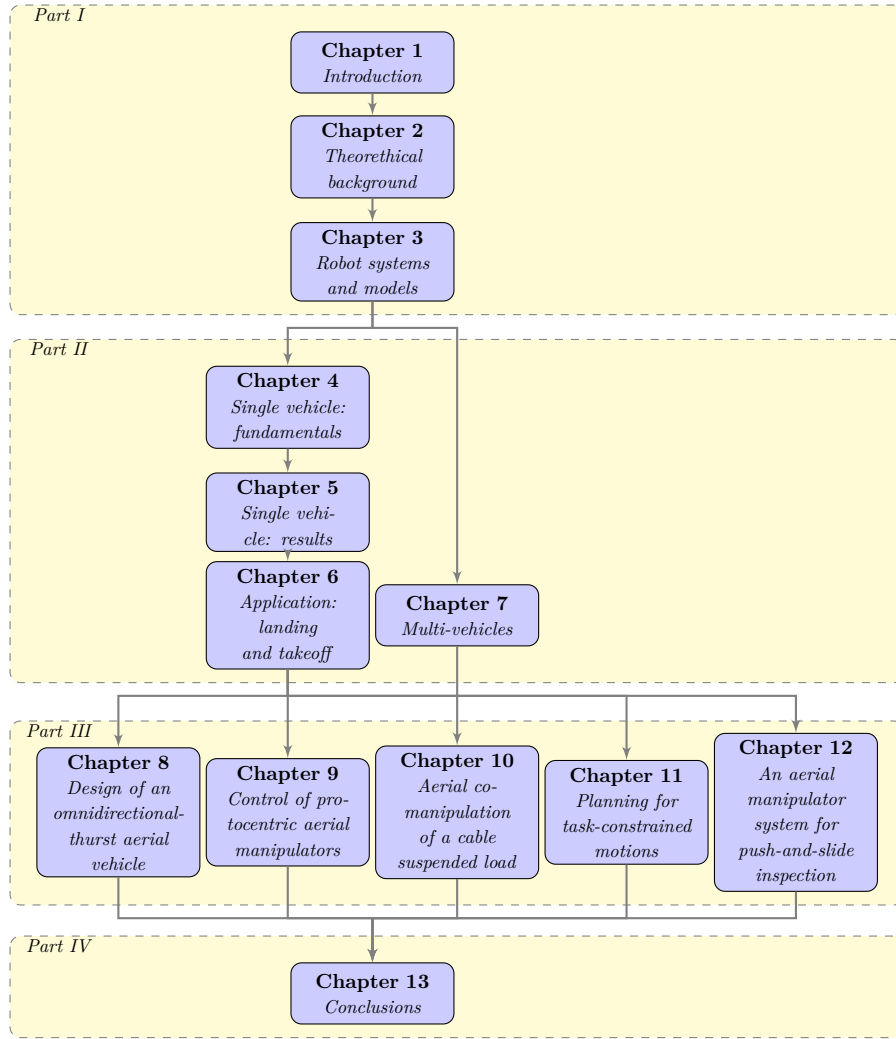 Part I
Chapter 1
Introduction
Chapter 2
Theorethical
background
Chapter 3
Robot systems
and models
Part II
Chapter 4
Single vehicle:
fundamentals
Chapter 5
Single vehi-
cle: results
Chapter 6
Application:
landing
and takeoff
Chapter 7
Multi-vehicles
Part III
Chapter 8
Design of an
omnidirectional-
thurst aerial
vehicle
Chapter 9
Control of pro-
tocentric aerial
manipulators
Chapter 10
Aerial co-
manipulation
of a cable
suspended load
Chapter 11
Planning for
task-constrained
motions
Chapter 12
An aerial
manipulator
system for
push-and-slide
inspection
Part IV
Chapter 13
Conclusions